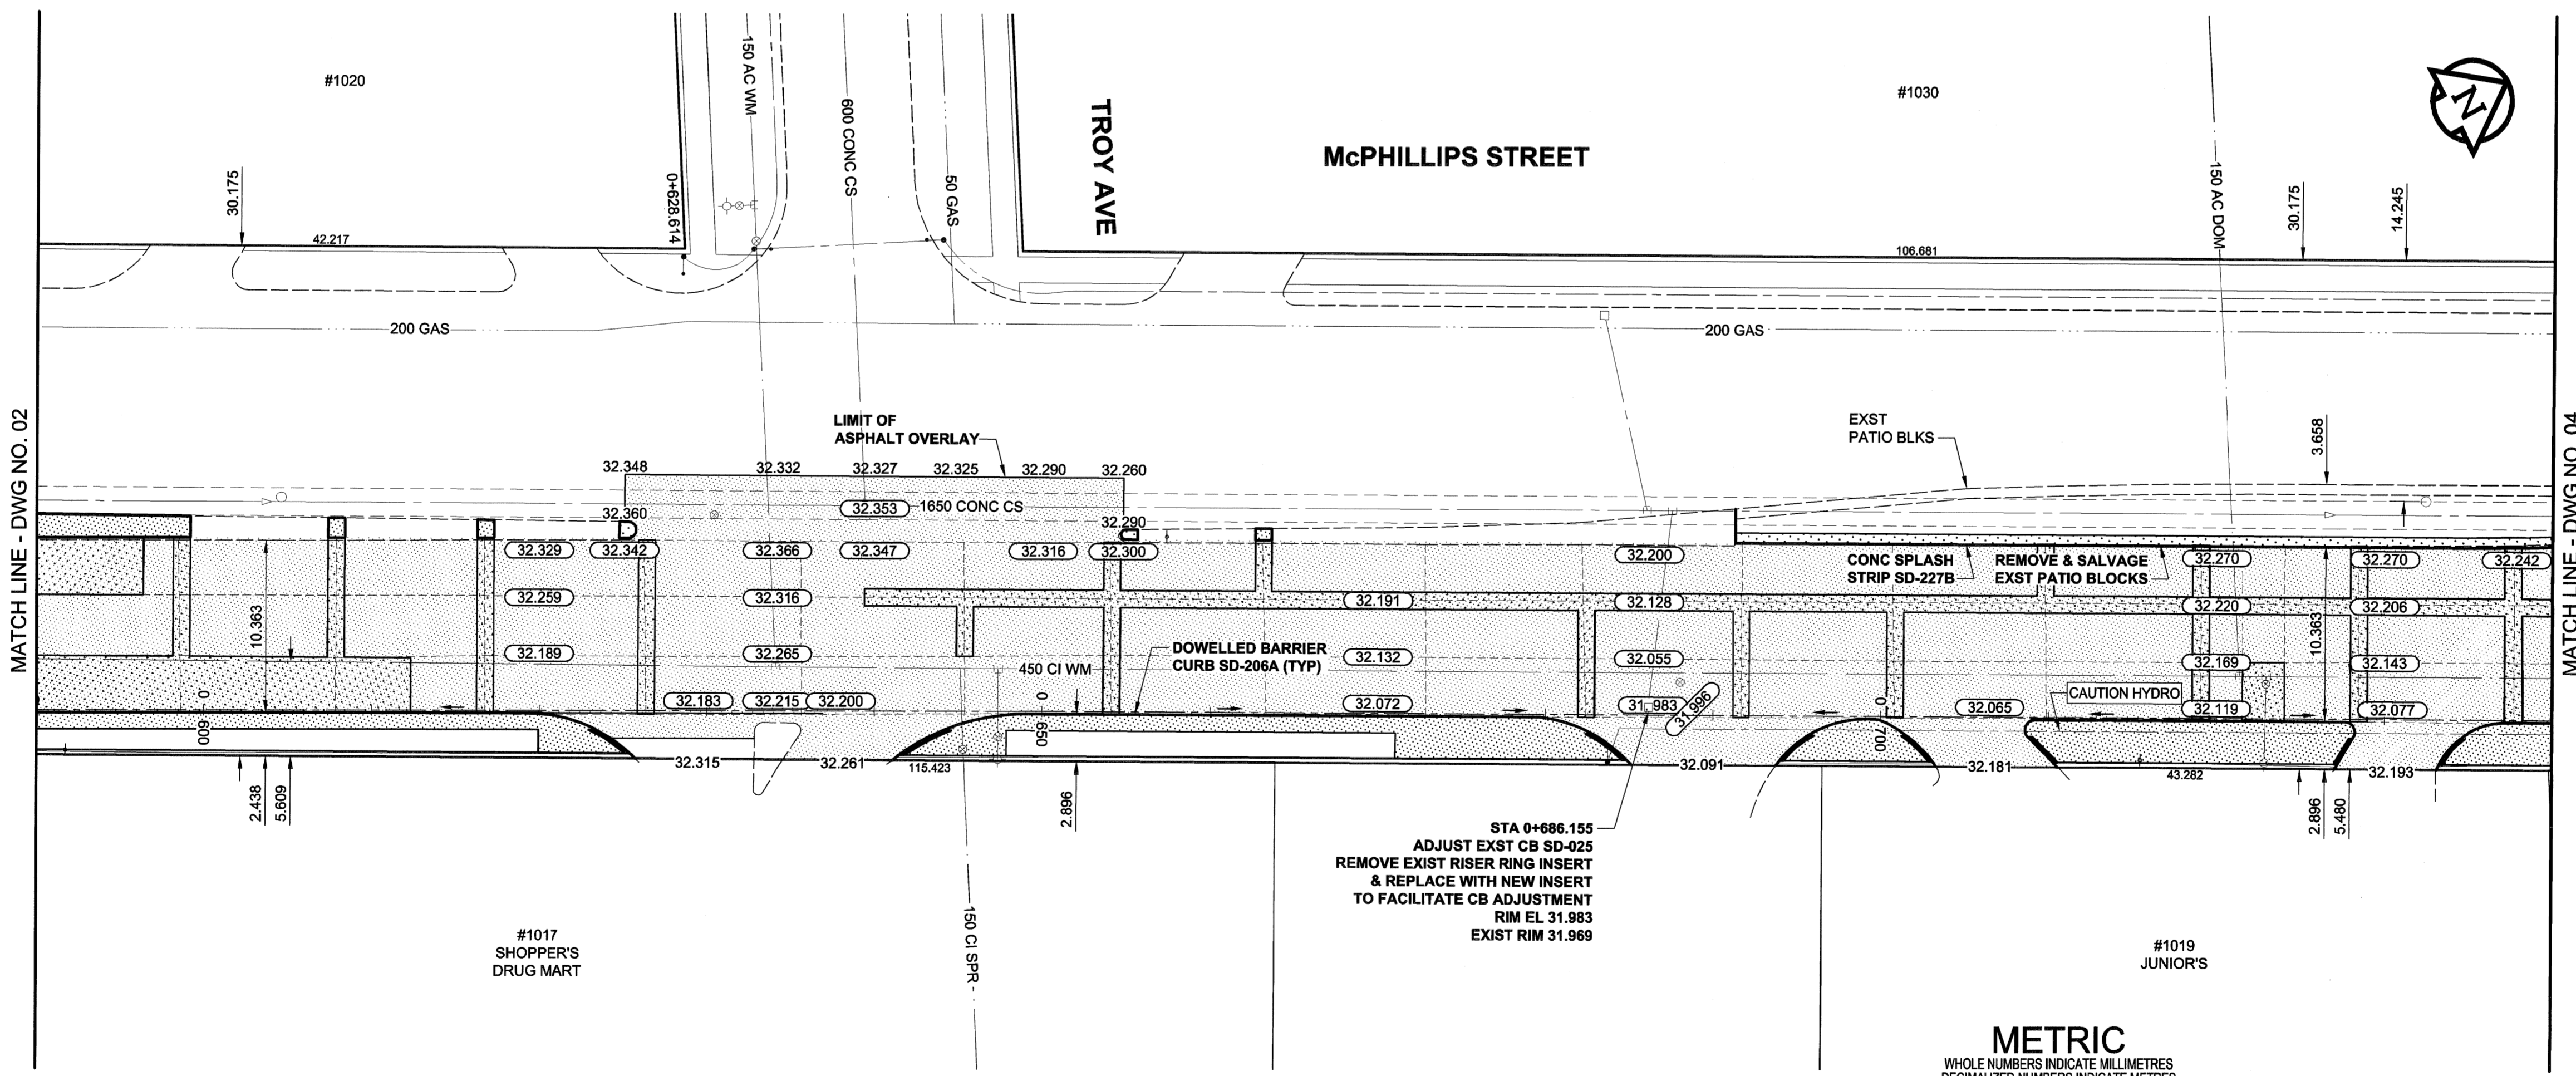 #1020
150 AC WM
600 CONC CS
50 GAS
TROY AVE
McPHILLIPS STREET
#1030
N
30.175
42.217
0+628.614
106.681
150 AC DOM
30.175
14.245
200 GAS
200 GAS
MATCH LINE - DWG NO. 02
MATCH LINE - DWG NO. 04
LIMIT OF
ASPHALT OVERLAY
EXST
PATIO BLKS
3.658
32.348
32.332
32.327
32.325
32.290
32.260
32.360
32.353
1650 CONC CS
32.290
32.329
32.342
32.366
32.347
32.316
32.300
32.200
CONC SPLASH
STRIP SD-227B
REMOVE & SALVAGE
EXST PATIO BLOCKS
32.270
32.270
32.242
10.363
32.259
32.316
32.191
32.128
32.220
32.206
10.363
32.189
32.265
450 CI WM
DOWELLED BARRIER
CURB SD-206A (TYP)
32.132
32.055
32.169
32.143
0
600
32.183
32.215
32.200
0
650
32.072
31.983
31.996
0
700
32.065
CAUTION HYDRO
32.119
32.077
32.315
32.261
115.423
32.091
32.181
43.282
32.193
2.438
5.609
2.896
2.896
5.480
STA 0+686.155
ADJUST EXST CB SD-025
REMOVE EXIST RISER RING INSERT
& REPLACE WITH NEW INSERT
TO FACILITATE CB ADJUSTMENT
RIM EL 31.983
EXIST RIM 31.969
150 CI SPR
#1017
SHOPPER'S
DRUG MART
#1019
JUNIOR'S
METRIC
WHOLE NUMBERS INDICATE MILLIMETRES
DECIMALIZED NUMBERS INDICATE METRES